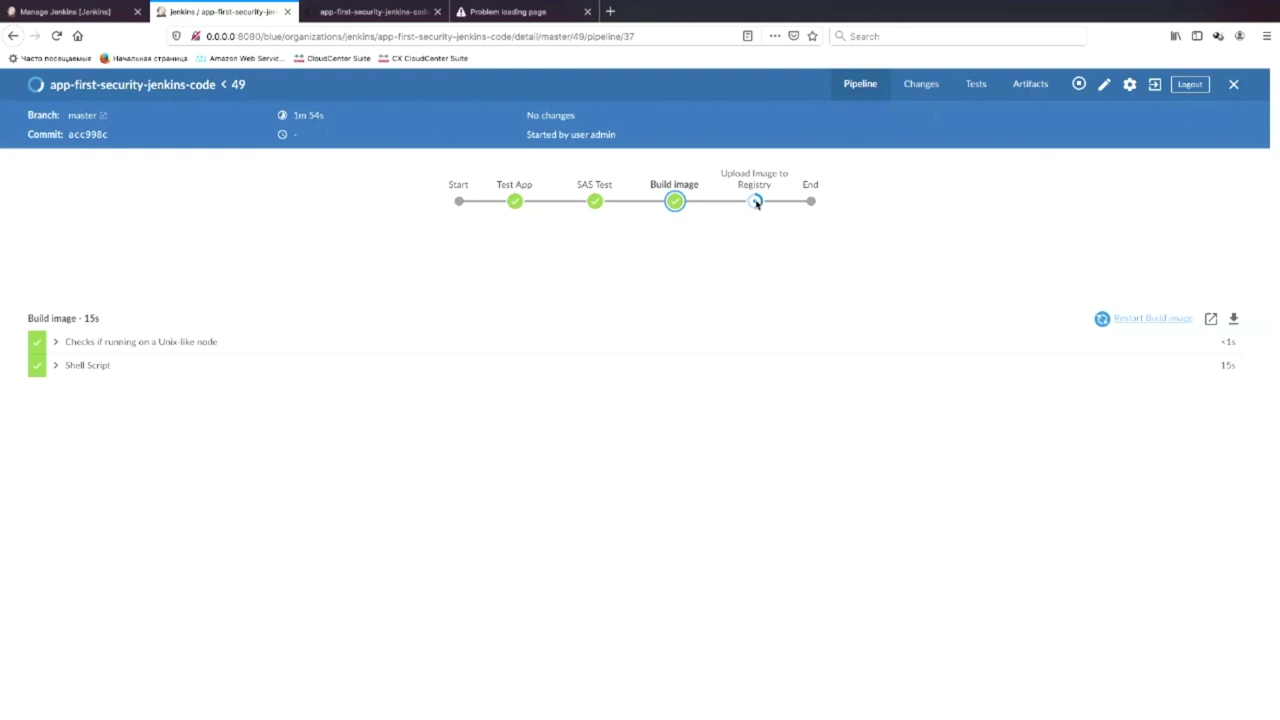 Manage Jenkins [Jenkins]
jenkins / app-first-security-jen
app-first-security-jenkins-code
Problem loading page
0.0.0.0:8080/blue/organizations/jenkins/app-first-security-jenkins-code/detail/master/49/pipeline/37
Search
Часто посещаемые
Начальная страница
Amazon Web Servic...
CloudCenter Suite
CX CloudCenter Suite
app-first-security-jenkins-code < 49
Pipeline
Changes
Tests
Artifacts
Logout
Branch: master
1m 54s
No changes
Commit: acc998c
-
Started by user admin
Start
Test App
SAS Test
Build image
Upload Image to
Registry
End
Build image - 15s
Restart Build image
Checks if running on a Unix-like node
<1s
Shell Script
15s